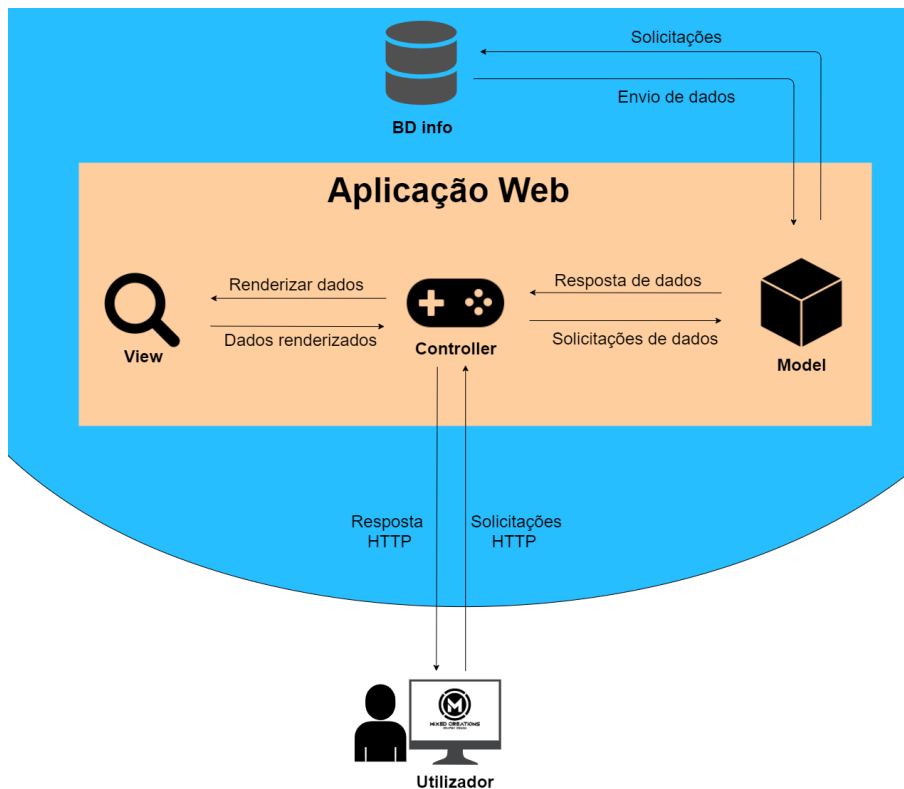 Solicitações
Envio de dados
BD info
Aplicação Web
Renderizar dados
Resposta de dados
Dados renderizados
Solicitações de dados
View
Controller
Model
Resposta
HTTP
Solicitações
HTTP
M
MIXED CREATIONS
Utilizador